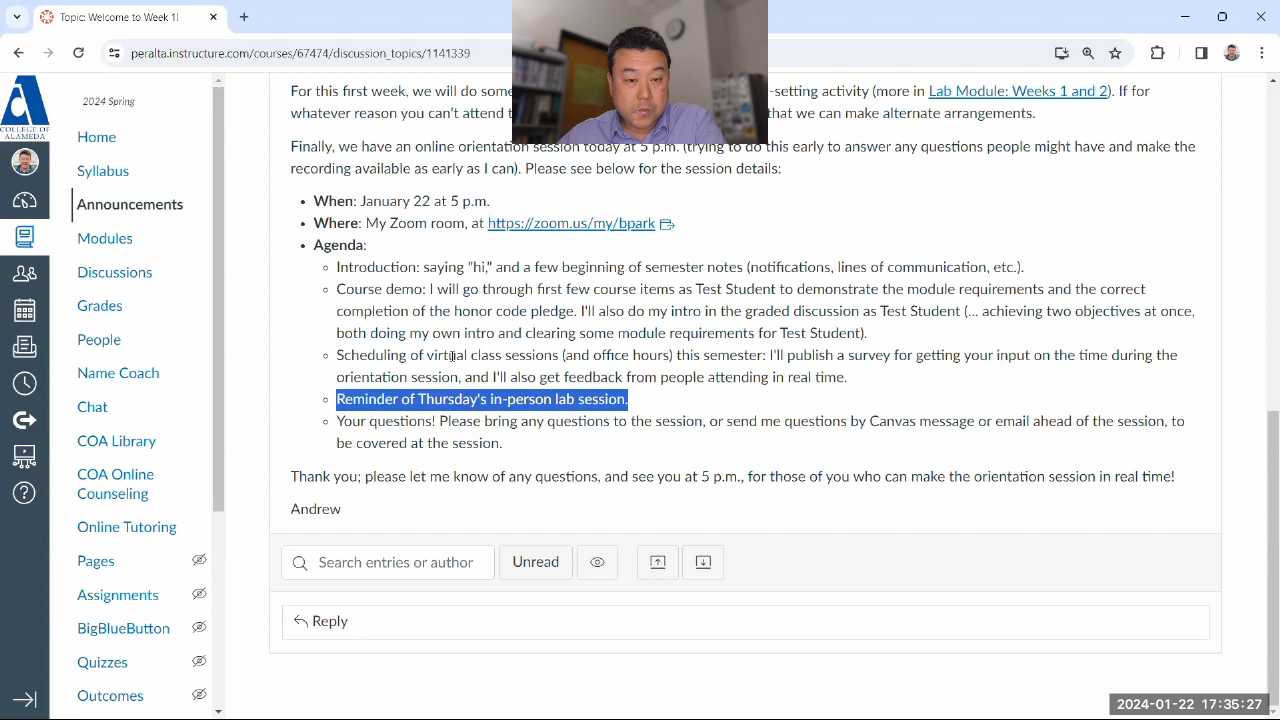 Topic: Welcome to Week 1!
peralta.instructure.com/courses/67474/discussion_topics/1141339
COLLEGE OF
ALAMEDA
2024 Spring
Home
Syllabus
Announcements
Modules
Discussions
Grades
People
Name Coach
Chat
COA Library
COA Online
Counseling
Online Tutoring
Pages
Assignments
BigBlueButton
Quizzes
Outcomes
For this first week, we will do some -setting activity (more in Lab Module: Weeks 1 and 2). If for
whatever reason you can't attend that we can make alternate arrangements.
Finally, we have an online orientation session today at 5 p.m. (trying to do this early to answer any questions people might have and make the
recording available as early as I can). Please see below for the session details:
• When: January 22 at 5 p.m.
• Where: My Zoom room, at https://zoom.us/my/bpark
• Agenda:
◦ Introduction: saying "hi," and a few beginning of semester notes (notifications, lines of communication, etc.).
◦ Course demo: I will go through first few course items as Test Student to demonstrate the module requirements and the correct
completion of the honor code pledge. I'll also do my intro in the graded discussion as Test Student (... achieving two objectives at once,
both doing my own intro and clearing some module requirements for Test Student).
◦ Scheduling of virtual class sessions (and office hours) this semester: I'll publish a survey for getting your input on the time during the
orientation session, and I'll also get feedback from people attending in real time.
◦ Reminder of Thursday's in-person lab session.
◦ Your questions! Please bring any questions to the session, or send me questions by Canvas message or email ahead of the session, to
be covered at the session.
Thank you; please let me know of any questions, and see you at 5 p.m., for those of you who can make the orientation session in real time!
Andrew
Search entries or author
Unread
Reply
2024-01-22 17:35:27